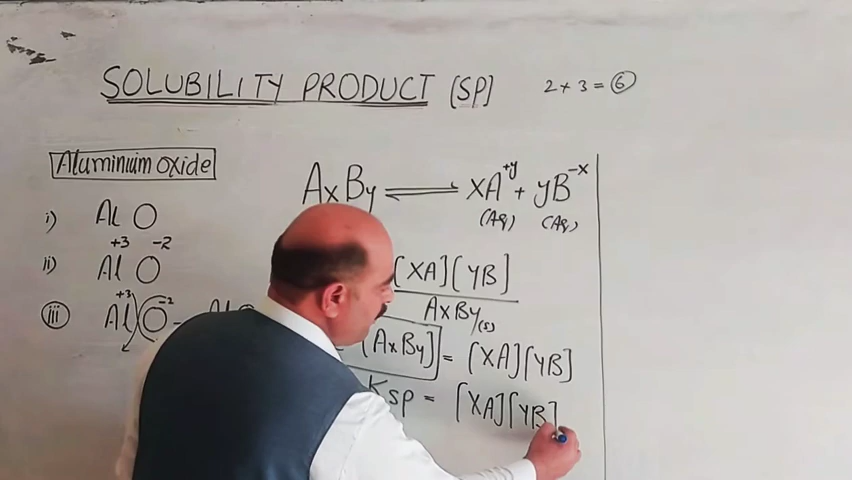 SOLUBILITY PRODUCT [SP]
2 + 3 = 6
Aluminium oxide
AxBy ⇌ xA+y + yB-x
(Aq) (Aq)
i) Al O
ii) Al+3 O-2
[XA][YB]
AxBy(s)
iii) Al+3 O-2
[AxBy] = [XA][YB]
Ksp = [XA][YB]